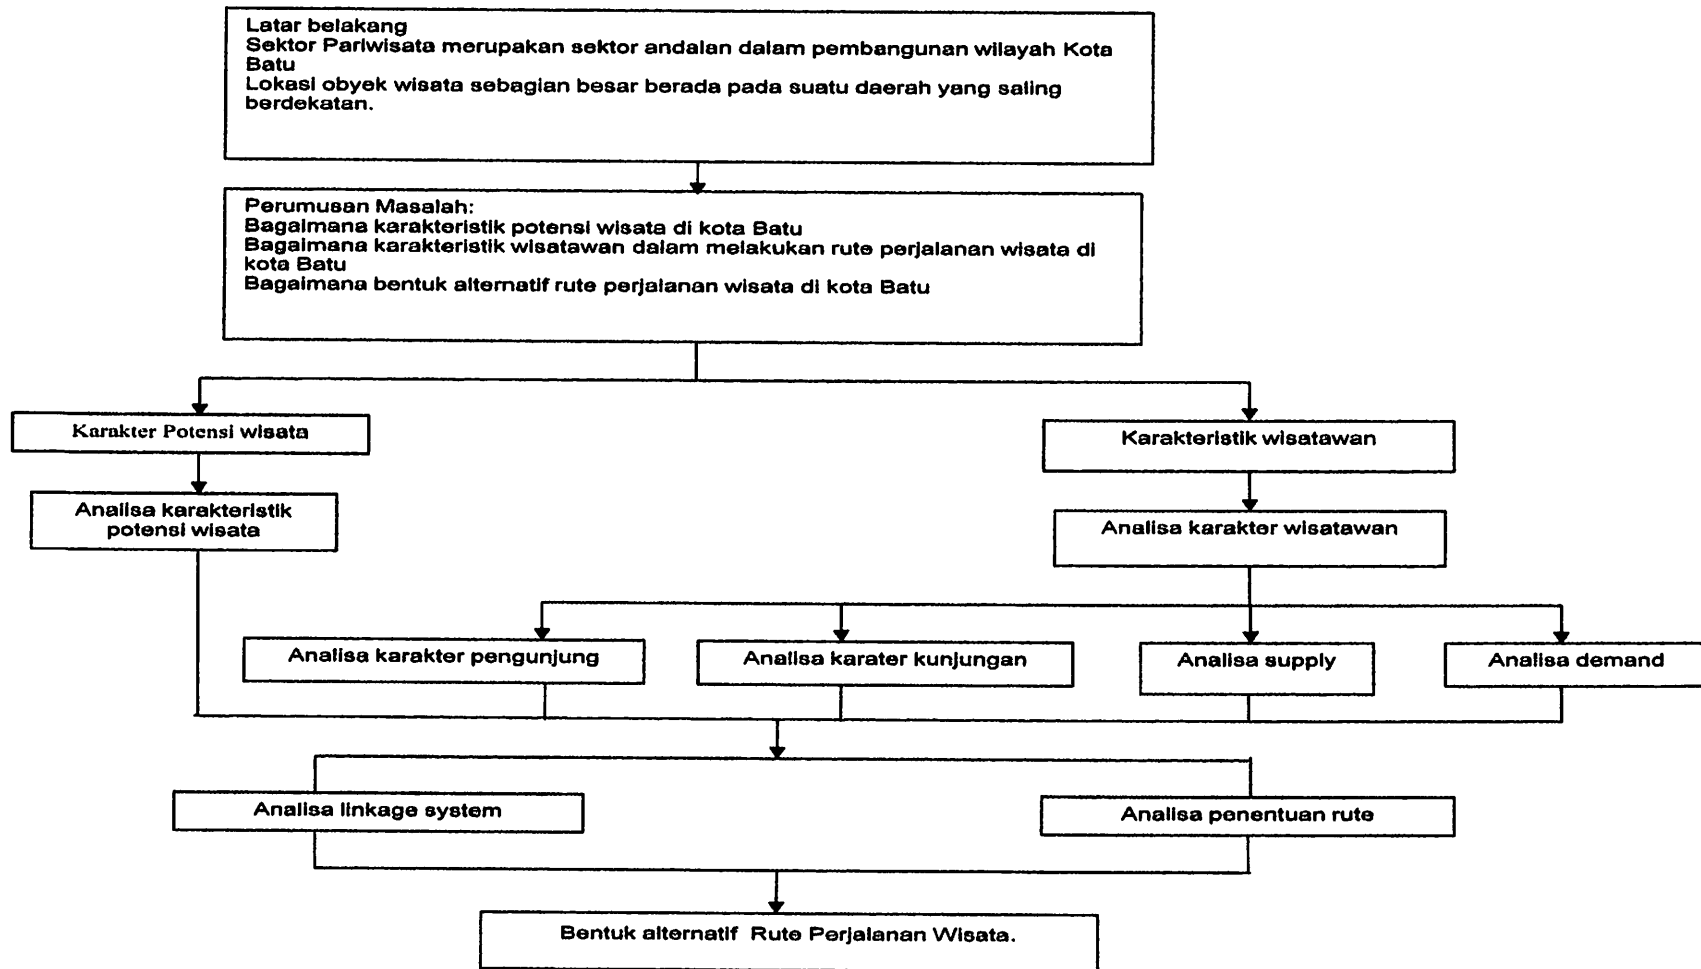 Latar belakang
Sektor Pariwisata merupakan sektor andalan dalam pembangunan wilayah Kota
Batu
Lokasi obyek wisata sebagian besar berada pada suatu daerah yang saling
berdekatan.
Perumusan Masalah:
Bagaimana karakteristik potensi wisata di kota Batu
Bagaimana karakteristik wisatawan dalam melakukan rute perjalanan wisata di
kota Batu
Bagaimana bentuk alternatif rute perjalanan wisata di kota Batu
Karakter Potensi wisata
Karakteristik wisatawan
Analisa karakteristik
potensi wisata
Analisa karakter wisatawan
Analisa karakter pengunjung
Analisa karater kunjungan
Analisa supply
Analisa demand
Analisa linkage system
Analisa penentuan rute
Bentuk alternatif Rute Perjalanan Wisata.